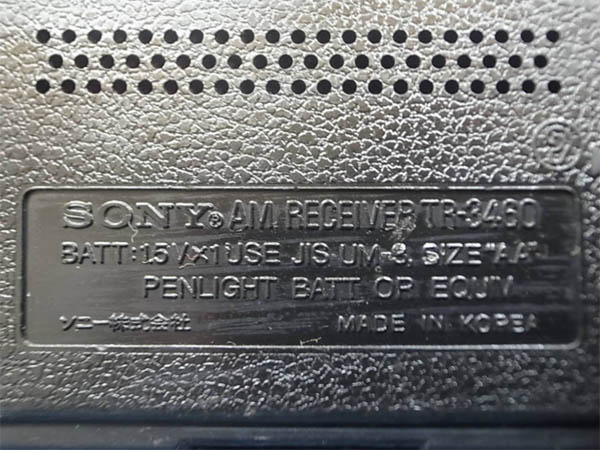 SONY® AM RECEIVER TR-3460
BATT: 1.5V×1 USE JIS UM-3, SIZE "AA"
PENLIGHT BATT OR EQUIV
ソニー株式会社 MADE IN KOREA